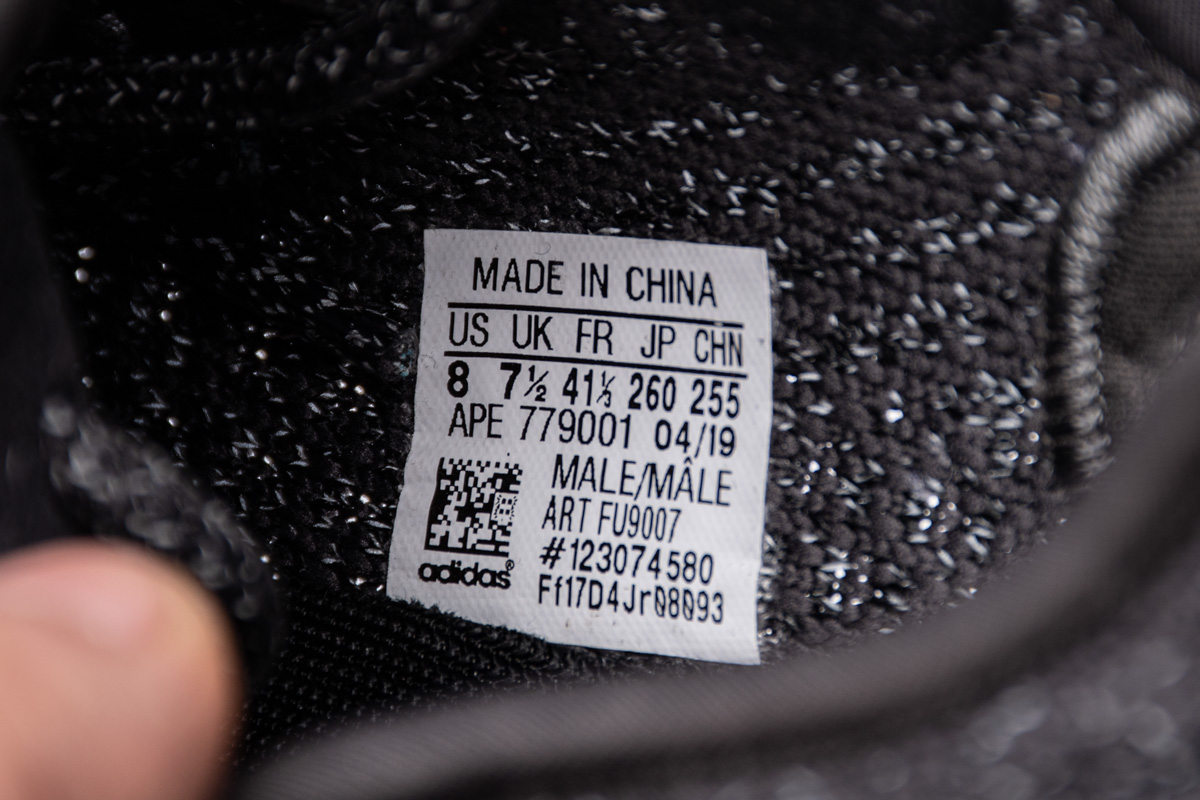 MADE IN CHINA
US UK FR JP CHN
8 7½ 41⅓ 260 255
APE 779001 04/19
MALE/MÂLE
ART FU9007
#123074580
Ff17D4Jr08093
adidas®